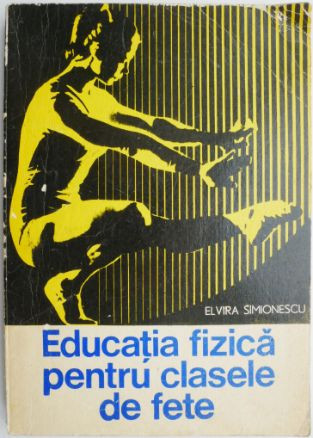 ELVIRA SIMIONESCU
Educația fizică
pentru clasele
de fete